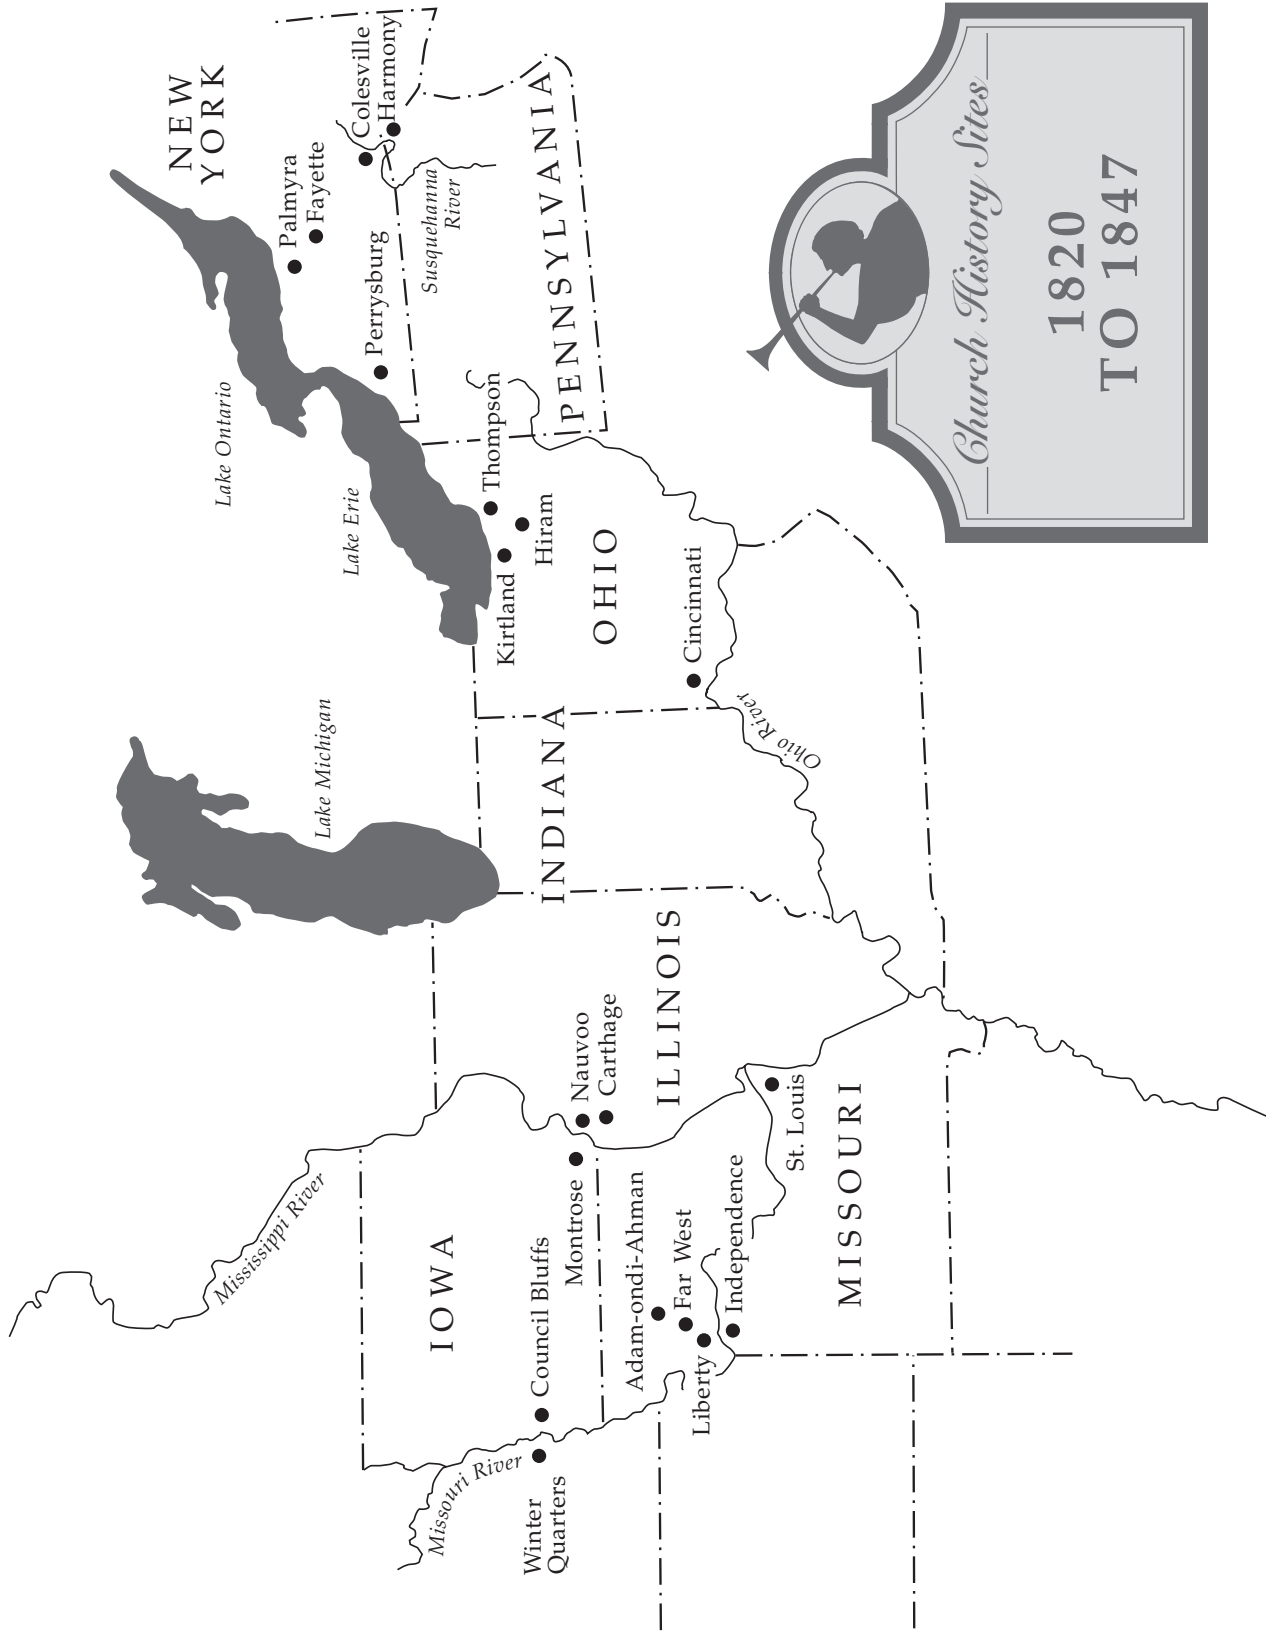 NEW
YORK
Colesville
Harmony
Palmyra
Fayette
Perrysburg
Susquehanna
River
PENNSYLVANIA
Lake Ontario
Lake Erie
Thompson
Hiram
Kirtland
OHIO
Cincinnati
Ohio River
Lake Michigan
INDIANA
ILLINOIS
Nauvoo
Carthage
Mississippi River
IOWA
Montrose
Council Bluffs
Winter
Quarters
Missouri River
Adam-ondi-Ahman
Far West
Liberty
Independence
St. Louis
MISSOURI
Church History Sites
1820
TO 1847